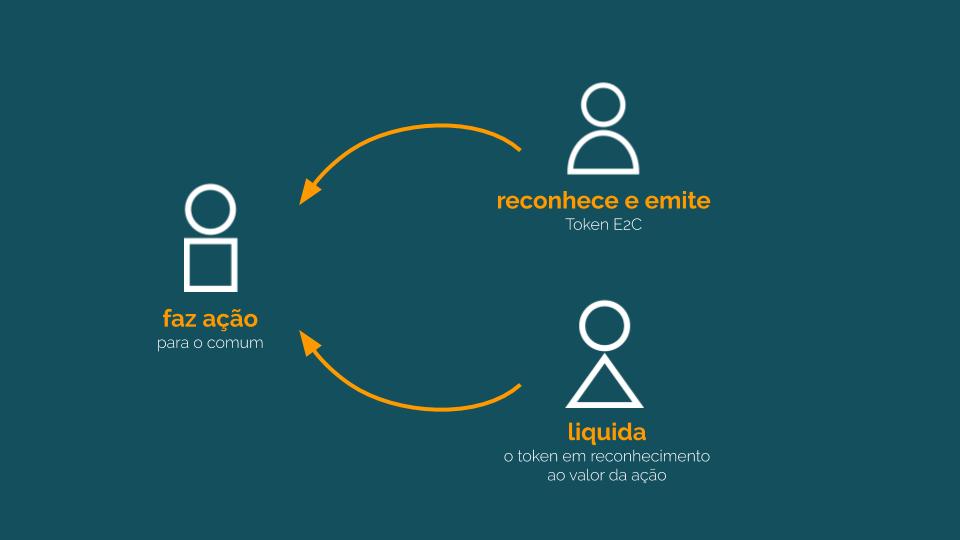 reconhece e emite
Token E2C
faz ação
para o comum
liquida
o token em reconhecimento
ao valor da ação